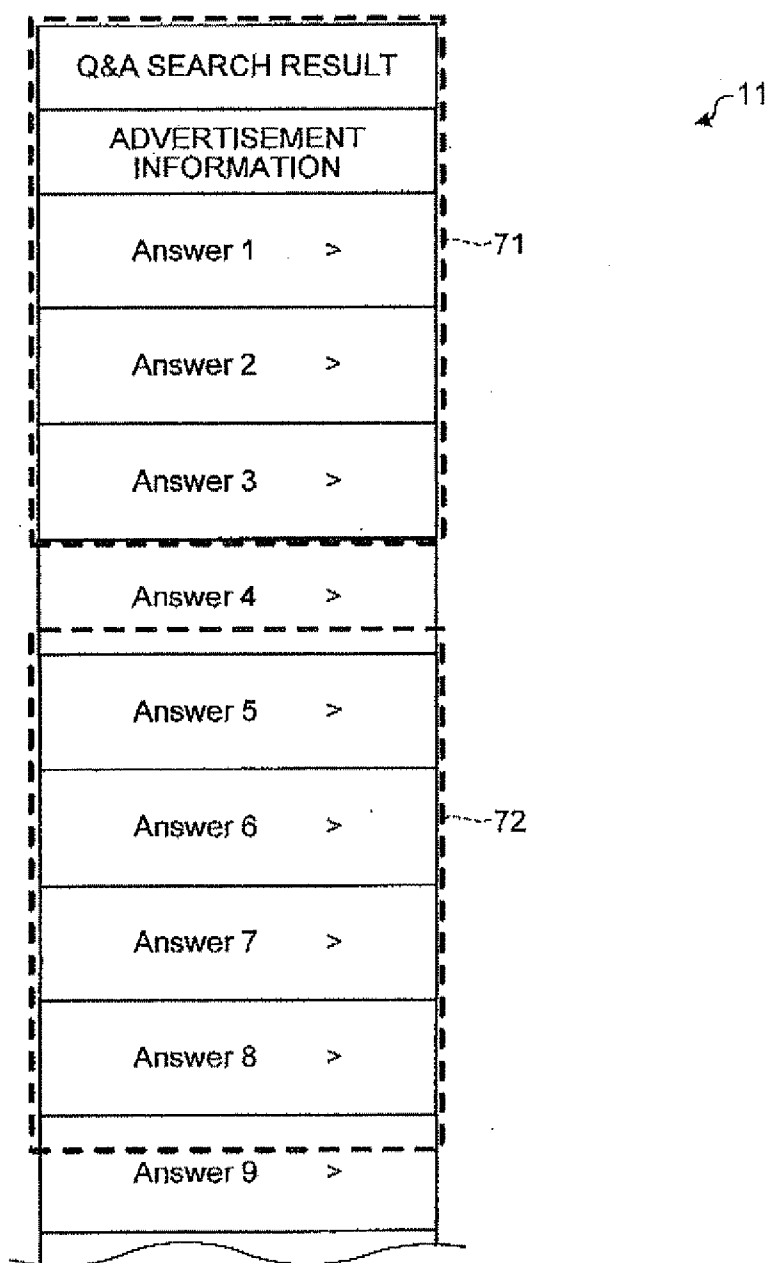 Q&A SEARCH RESULT
11
ADVERTISEMENT
INFORMATION
Answer 1 >
71
Answer 2 >
Answer 3 >
Answer 4 >
Answer 5 >
Answer 6 >
72
Answer 7 >
Answer 8 >
Answer 9 >